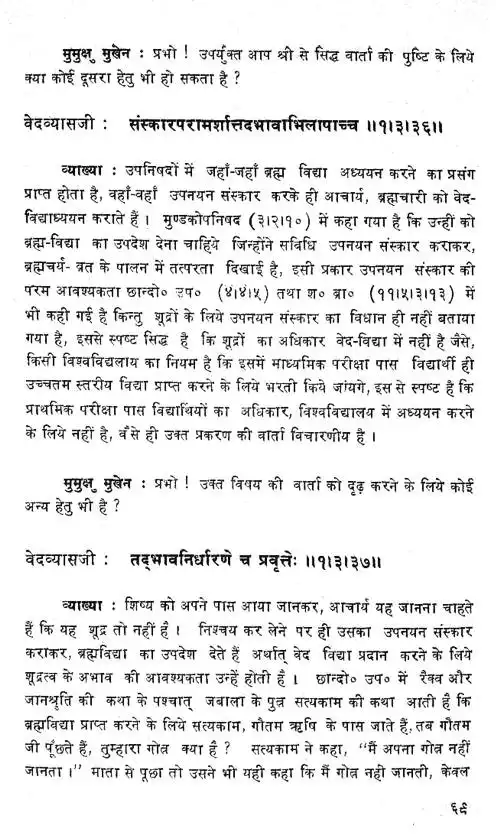 मुमुक्षु मुखेन : प्रभो ! उपर्युक्त आप श्री से सिद्ध वार्ता की पुष्टि के लिये
क्या कोई दूसरा हेतु भी हो सकता है ?
वेदव्यासजी : संस्कारपरामर्शात्तदभावाभिलापाच्च ॥१।३।३६॥
व्याख्या : उपनिषदों में जहाँ-जहाँ ब्रह्म विद्या अध्ययन करने का प्रसंग
प्राप्त होता है, वहाँ-वहाँ उपनयन संस्कार करके ही आचार्य, ब्रह्मचारी को वेद-
विद्याध्ययन कराते हैं । मुण्डकोपनिषद (३।२।१०) में कहा गया है कि उन्हीं को
ब्रह्म-विद्या का उपदेश देना चाहिये जिन्होंने सविधि उपनयन संस्कार कराकर,
ब्रह्मचर्य- व्रत के पालन में तत्परता दिखाई है, इसी प्रकार उपनयन संस्कार की
परम आवश्यकता छान्दो० उप० (४।४।५) तथा श० ब्रा० (११।५।३।१३) में
भी कही गई है किन्तु शूद्रों के लिये उपनयन संस्कार का विधान ही नहीं बताया
गया है, इससे स्पष्ट सिद्ध है कि शूद्रों का अधिकार वेद-विद्या में नहीं है जैसे,
किसी विश्वविद्यलाय का नियम है कि इसमें माध्यमिक परीक्षा पास विद्यार्थी ही
उच्चतम स्तरीय विद्या प्राप्त करने के लिये भरती किये जांयगे, इस से स्पष्ट है कि
प्राथमिक परीक्षा पास विद्यार्थियों का अधिकार, विश्वविद्यालय में अध्ययन करने
के लिये नहीं है, वैसे ही उक्त प्रकरण की वार्ता विचारणीय है ।
मुमुक्षु मुखेन : प्रभो ! उक्त विषय की वार्ता को दृढ़ करने के लिये कोई
अन्य हेतु भी है ?
वेदव्यासजी : तद्भावनिर्धारणे च प्रवृत्तेः ॥१।३।३७॥
व्याख्या : शिष्य को अपने पास आया जानकर, आचार्य यह जानना चाहते
हैं कि यह शूद्र तो नहीं है । निश्चय कर लेने पर ही उसका उपनयन संस्कार
कराकर, ब्रह्मविद्या का उपदेश देते हैं अर्थात् वेद विद्या प्रदान करने के लिये
शूद्रत्व के अभाव की आवश्यकता उन्हें होती है । छान्दो० उप० में रैक्व और
जानश्रृति की कथा के पश्चात् जबाला के पुत्र सत्यकाम की कथा आती है कि
ब्रह्मविद्या प्राप्त करने के लिये सत्यकाम, गौतम ऋषि के पास जाते हैं, तब गौतम
जी पूँछते हैं, तुम्हारा गोत्र क्या है ? सत्यकाम ने कहा, "मैं अपना गोत्र नहीं
जानता ।" माता से पूछा तो उसने भी यही कहा कि मैं गोत्र नही जानती, केवल
६९